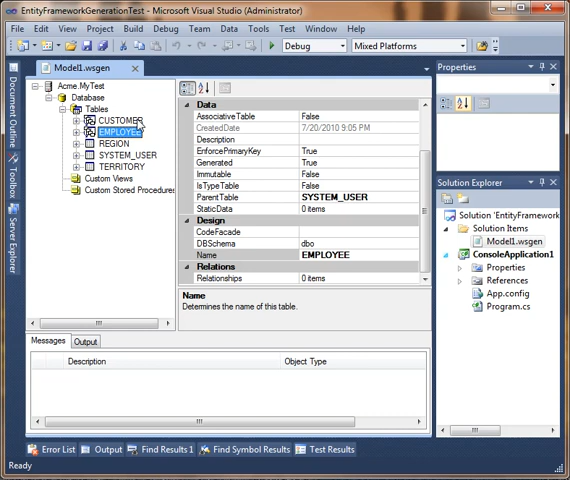 EntityFrameworkGenerationTest - Microsoft Visual Studio (Administrator)
File Edit View Project Build Debug Team Data Tools Test Window Help
Debug Mixed Platforms
Document Outline
Toolbox
Server Explorer
Model1.wsgen
Acme.MyTest
Database
Tables
CUSTOMER
EMPLOYEE
REGION
SYSTEM_USER
TERRITORY
Custom Views
Custom Stored Procedures
Data
AssociativeTable False
CreatedDate 7/20/2010 9:05 PM
Description
EnforcePrimaryKey True
Generated True
Immutable False
IsTypeTable False
ParentTable SYSTEM_USER
StaticData 0 items
Design
CodeFacade
DBSchema dbo
Name EMPLOYEE
Relations
Relationships 0 items
Name
Determines the name of this table.
Messages Output
Description Object Type
Properties
Solution Explorer
Solution 'EntityFramework
Solution Items
Model1.wsgen
ConsoleApplication1
Properties
References
App.config
Program.cs
Error List Output Find Results 1 Find Symbol Results Test Results
Ready